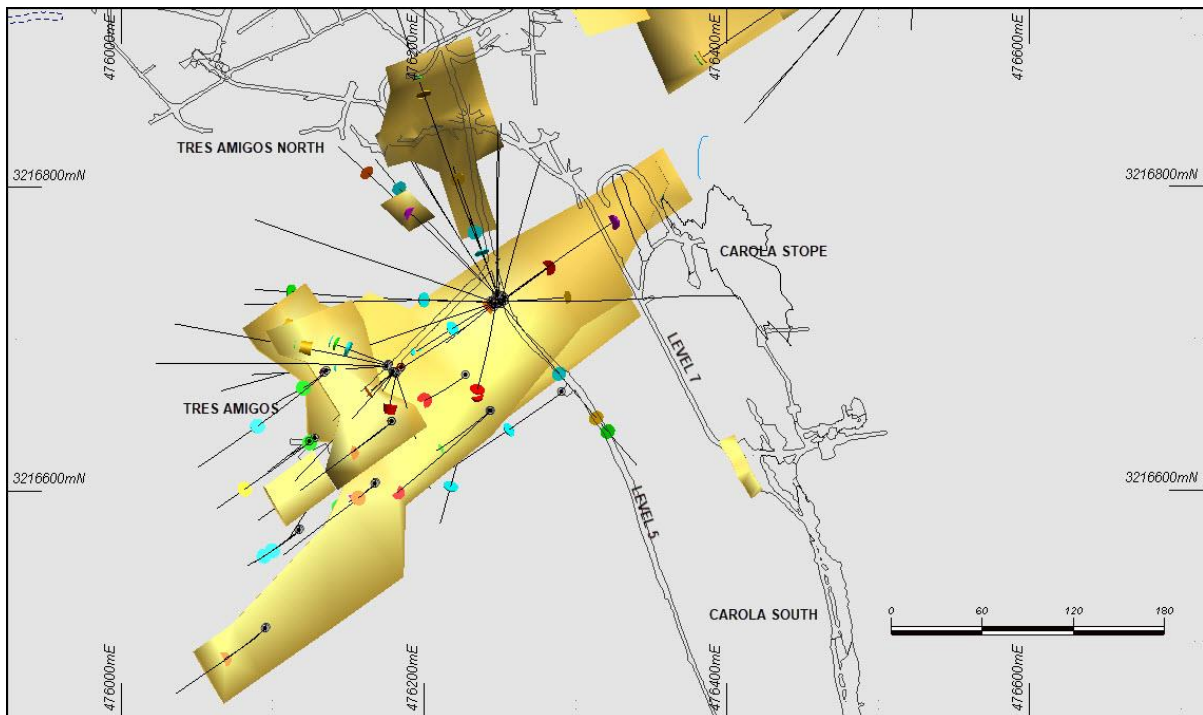 476000mE
476200mE
476400mE
476600mE
TRES AMIGOS NORTH
3216800mN
3216800mN
CAROLA STOPE
LEVEL 7
TRES AMIGOS
3216600mN
3216600mN
LEVEL 5
CAROLA SOUTH
0 60 120 180
476000mE
476200mE
476400mE
476600mE